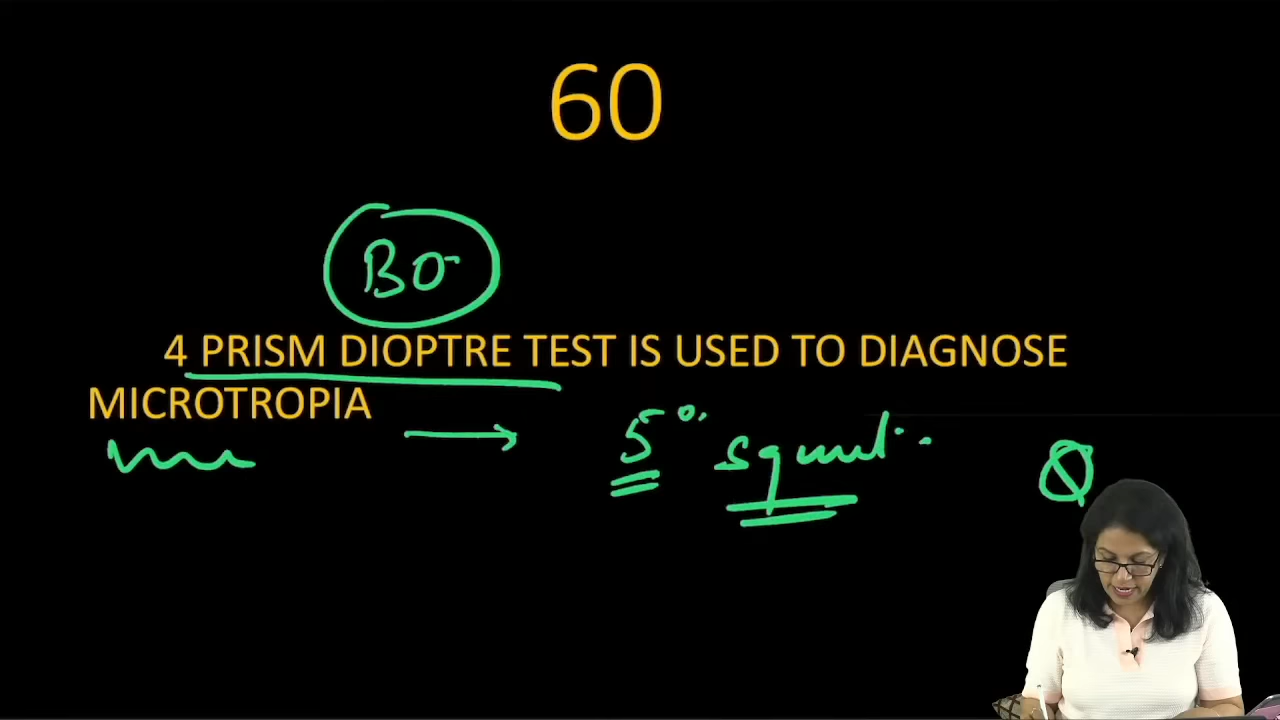 60
BO
4 PRISM DIOPTRE TEST IS USED TO DIAGNOSE
MICROTROPIA
5° squint